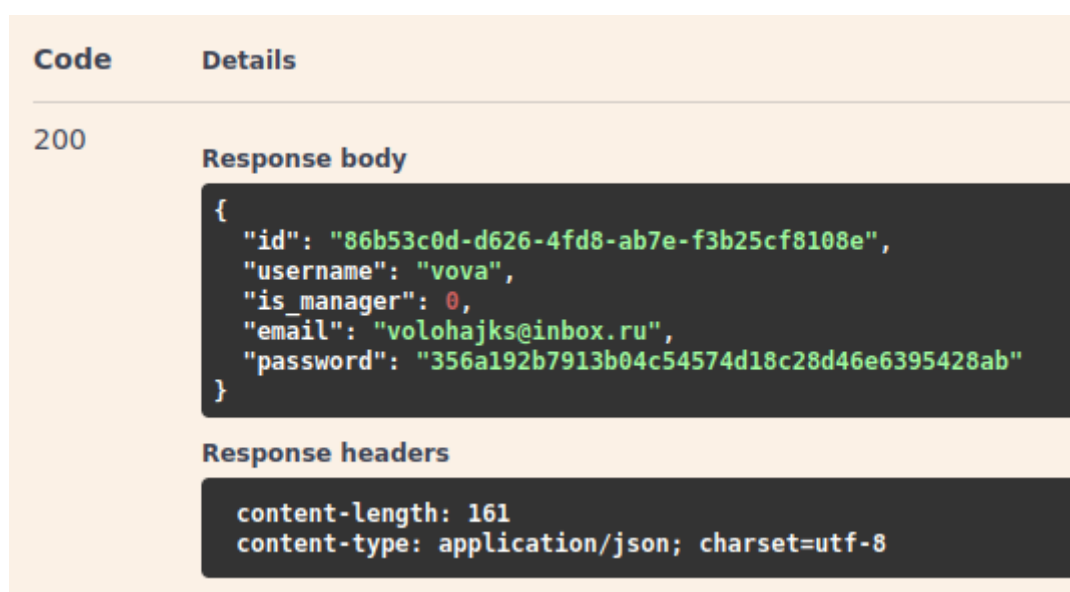 Code Details
200
Response body
{
"id": "86b53c0d-d626-4fd8-ab7e-f3b25cf8108e",
"username": "vova",
"is_manager": 0,
"email": "volohajks@inbox.ru",
"password": "356a192b7913b04c54574d18c28d46e6395428ab"
}
Response headers
content-length: 161
content-type: application/json; charset=utf-8